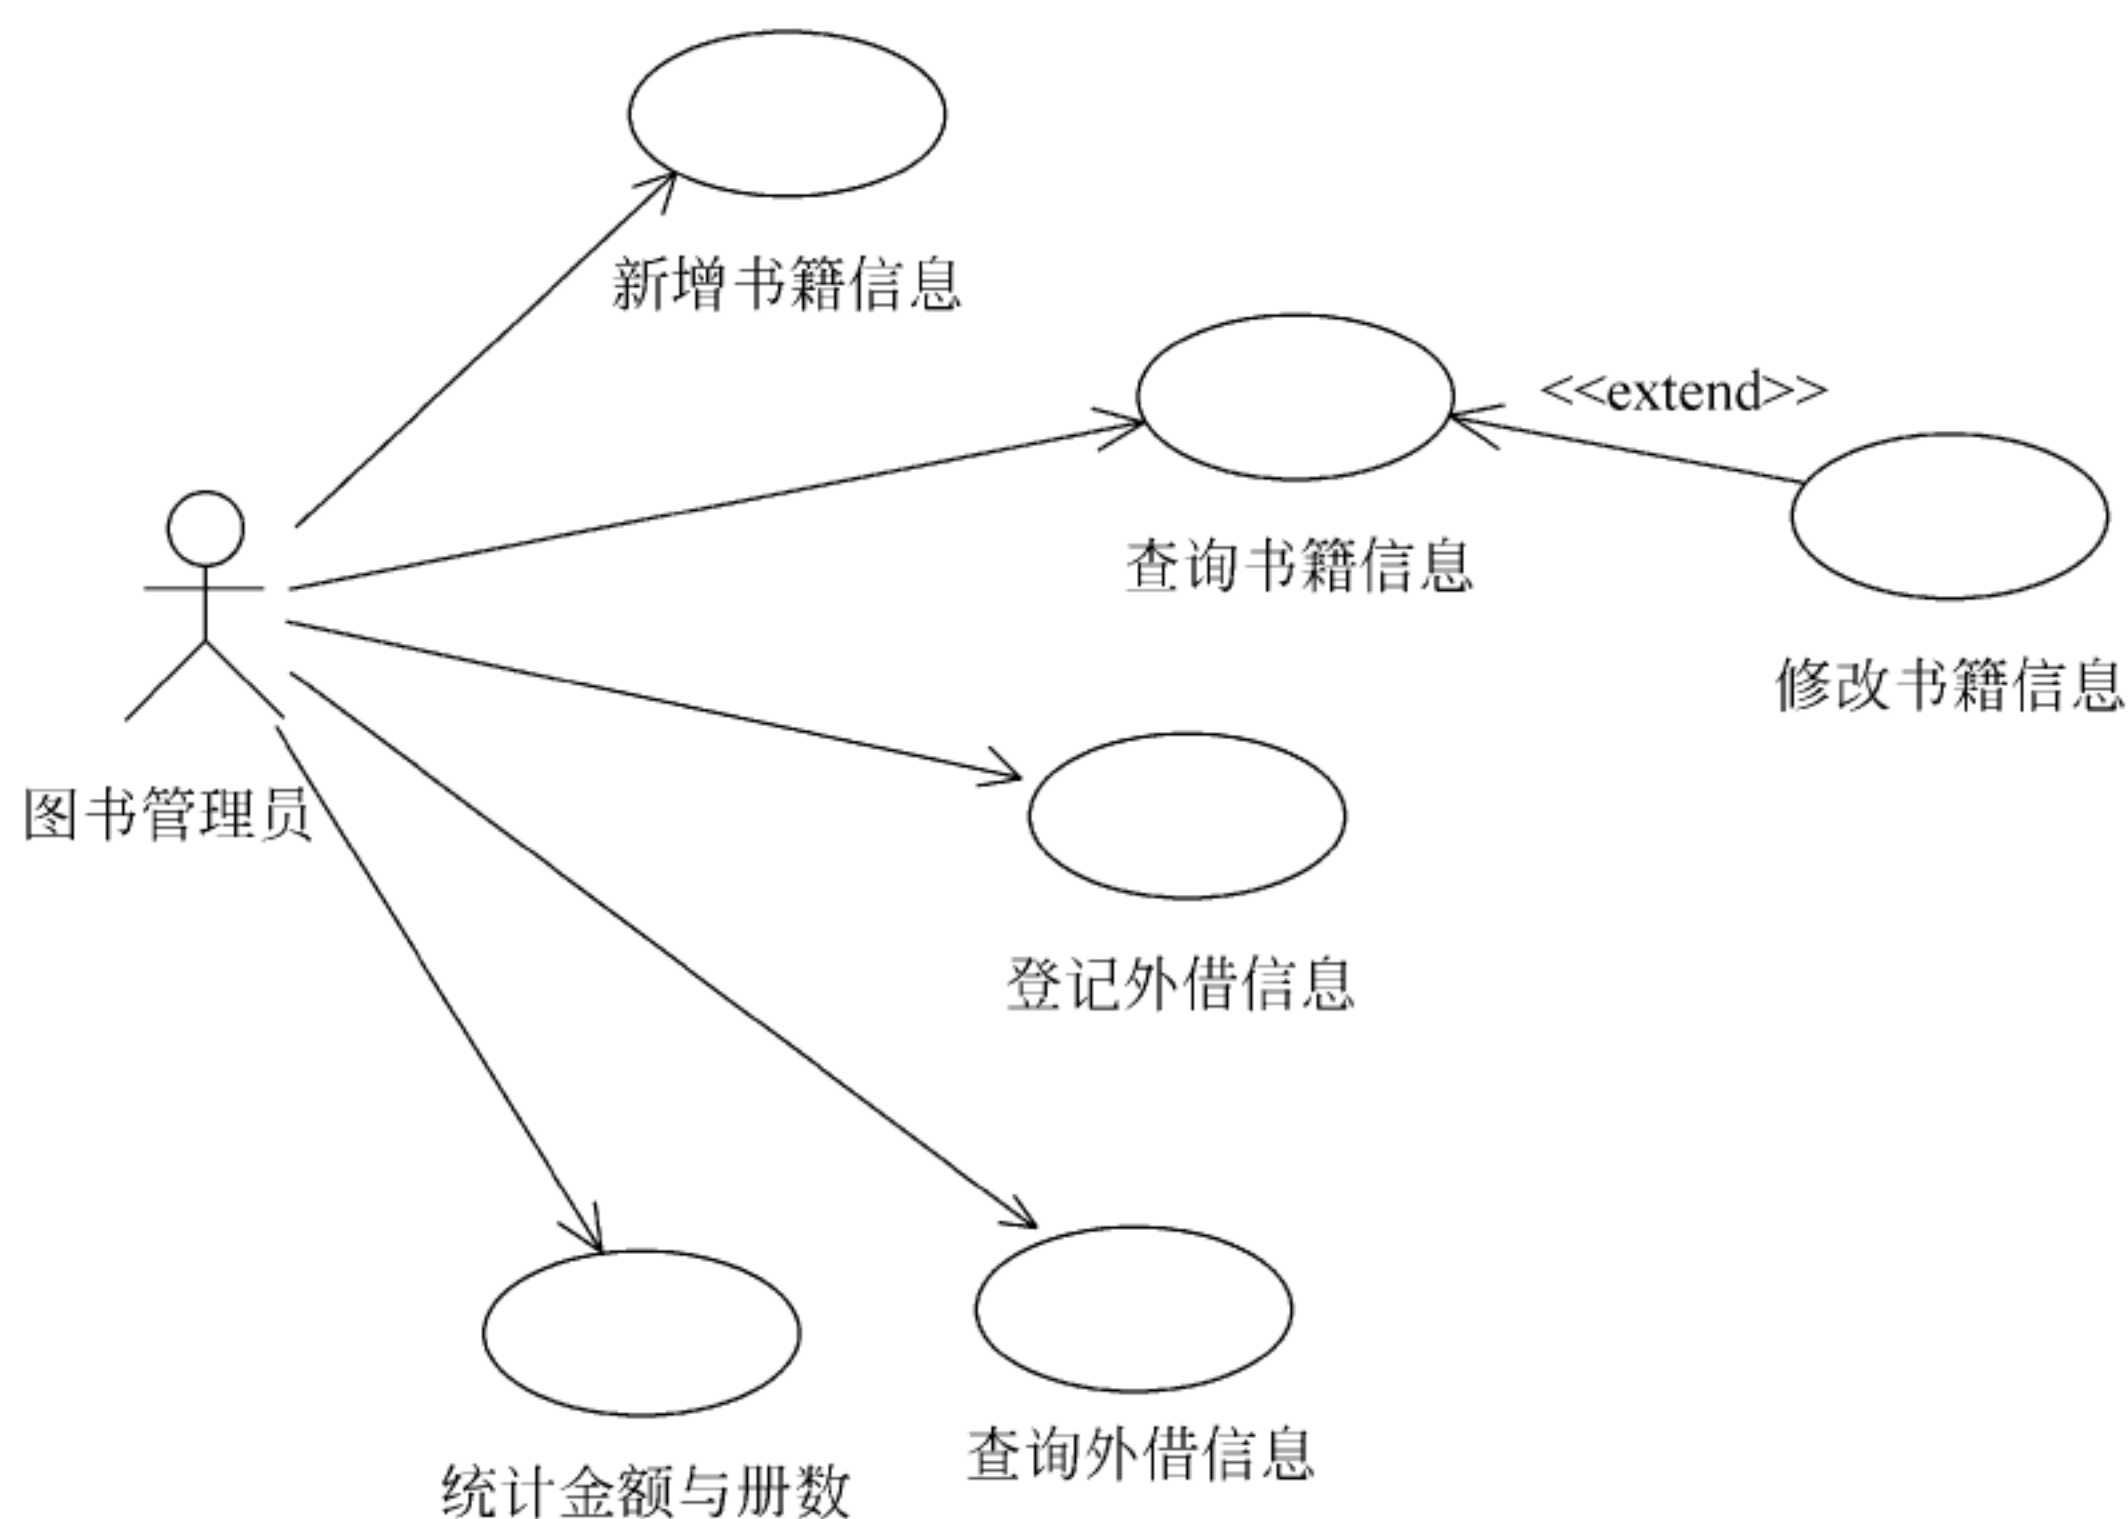 新增书籍信息
<<extend>>
查询书籍信息
修改书籍信息
图书管理员
登记外借信息
查询外借信息
统计金额与册数